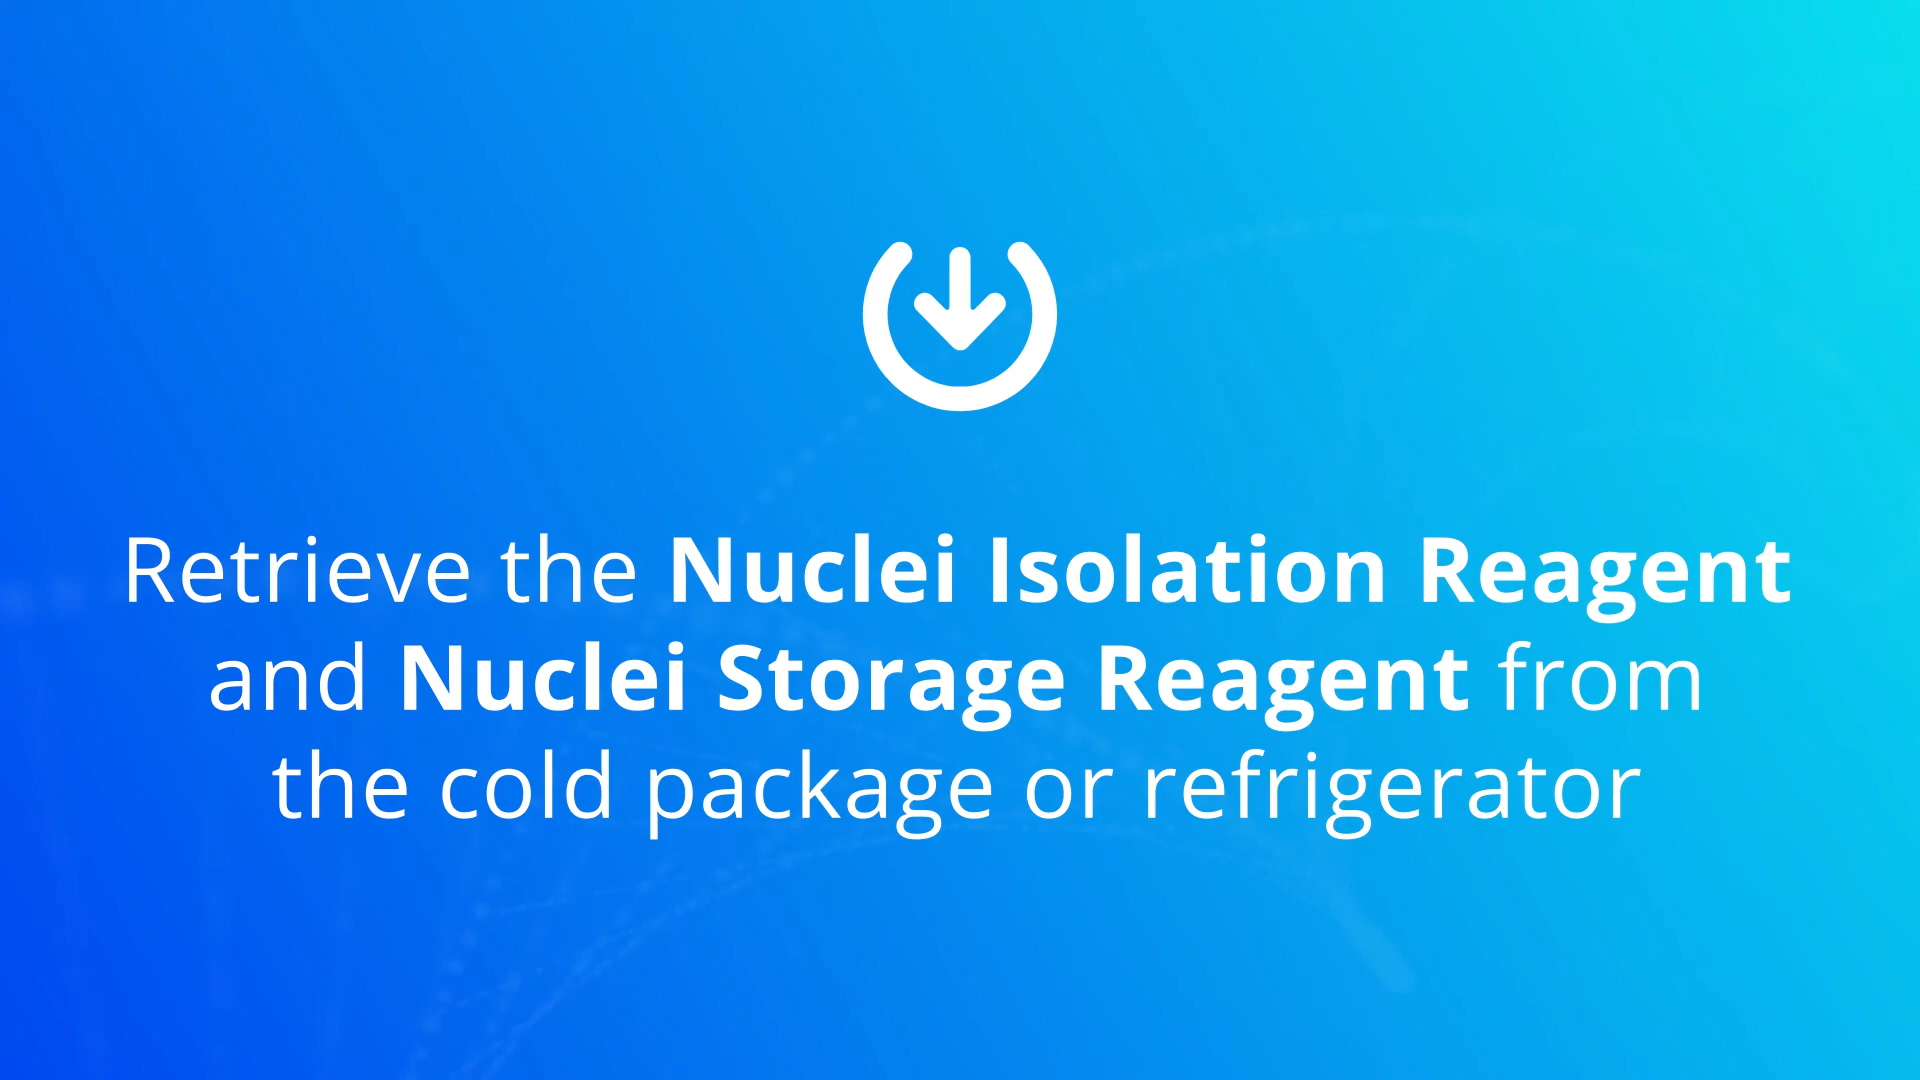 Retrieve the Nuclei Isolation Reagent
and Nuclei Storage Reagent from
the cold package or refrigerator